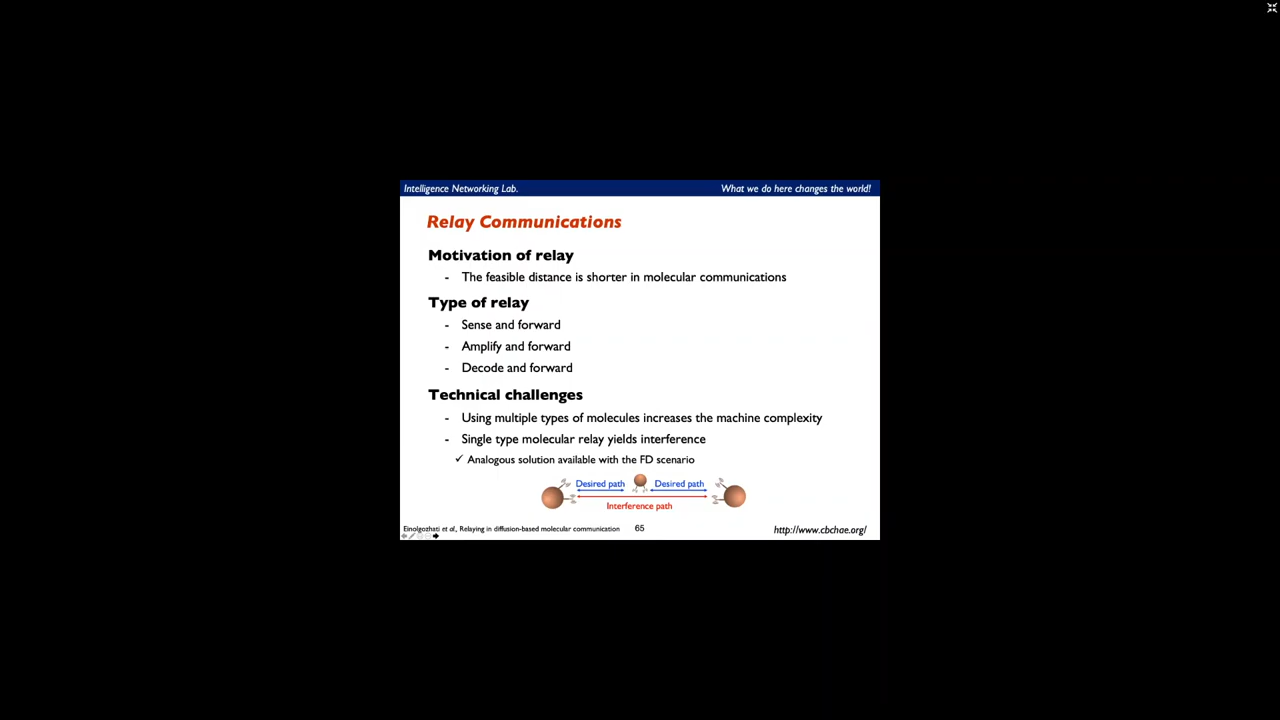 Intelligence Networking Lab. What we do here changes the world!
Relay Communications
Motivation of relay
- The feasible distance is shorter in molecular communications
Type of relay
- Sense and forward
- Amplify and forward
- Decode and forward
Technical challenges
- Using multiple types of molecules increases the machine complexity
- Single type molecular relay yields interference
✓ Analogous solution available with the FD scenario
Desired path Desired path
Interference path
Einolgozhati et al., Relaying in diffusion-based molecular communication 65 http://www.cbchae.org/